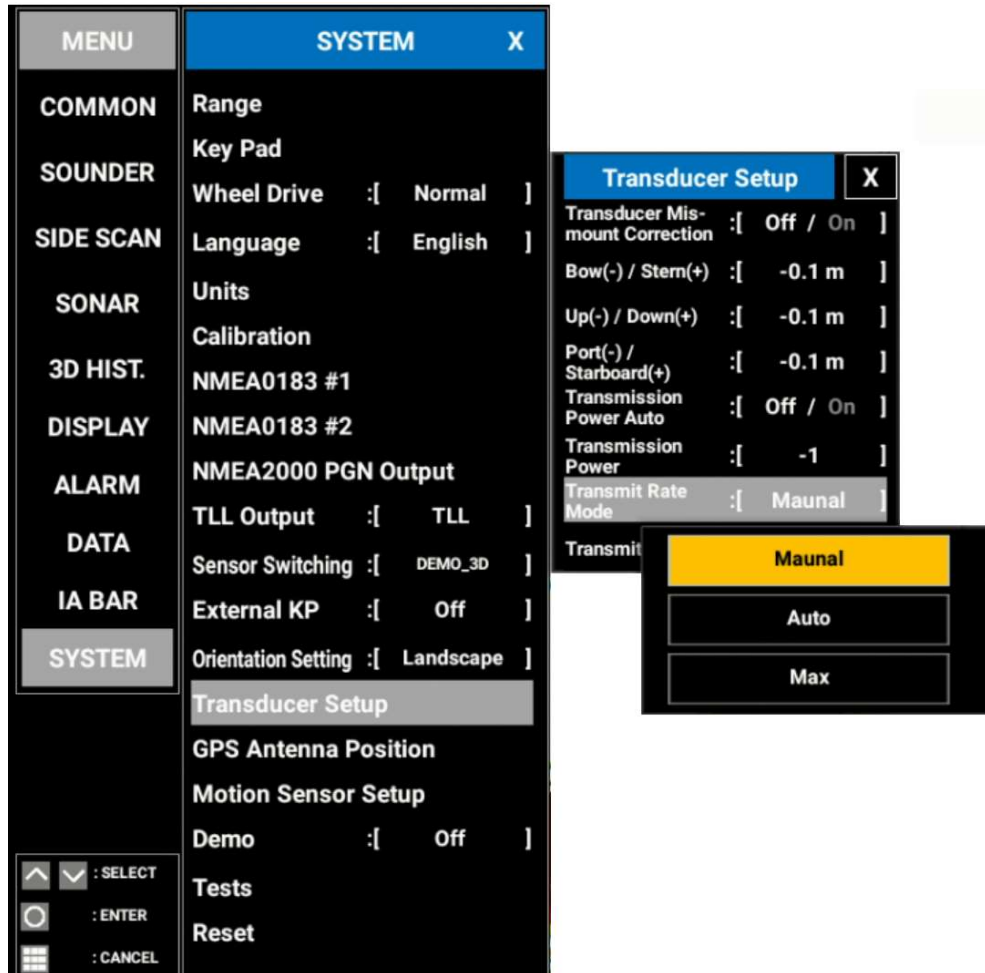 MENU
COMMON
SOUNDER
SIDE SCAN
SONAR
3D HIST.
DISPLAY
ALARM
DATA
IA BAR
SYSTEM
: SELECT
: ENTER
: CANCEL
SYSTEM X
Range
Key Pad
Wheel Drive :[ Normal ]
Language :[ English ]
Units
Calibration
NMEA0183 #1
NMEA0183 #2
NMEA2000 PGN Output
TLL Output :[ TLL ]
Sensor Switching :[ DEMO_3D ]
External KP :[ Off ]
Orientation Setting :[ Landscape ]
Transducer Setup
GPS Antenna Position
Motion Sensor Setup
Demo :[ Off ]
Tests
Reset
Transducer Setup X
Transducer Mis-
mount Correction :[ Off / On ]
Bow(-) / Stern(+) :[ -0.1 m ]
Up(-) / Down(+) :[ -0.1 m ]
Port(-) /
Starboard(+) :[ -0.1 m ]
Transmission
Power Auto :[ Off / On ]
Transmission
Power :[ -1 ]
Transmit Rate
Mode :[ Maunal ]
Transmit
Maunal
Auto
Max